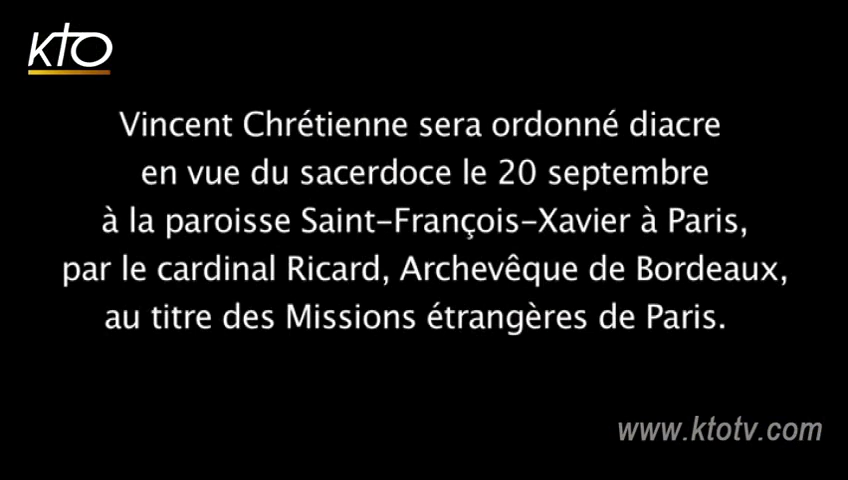 KTO
Vincent Chrétienne sera ordonné diacre
en vue du sacerdoce le 20 septembre
à la paroisse Saint-François-Xavier à Paris,
par le cardinal Ricard, Archevêque de Bordeaux,
au titre des Missions étrangères de Paris.
www.ktotv.com